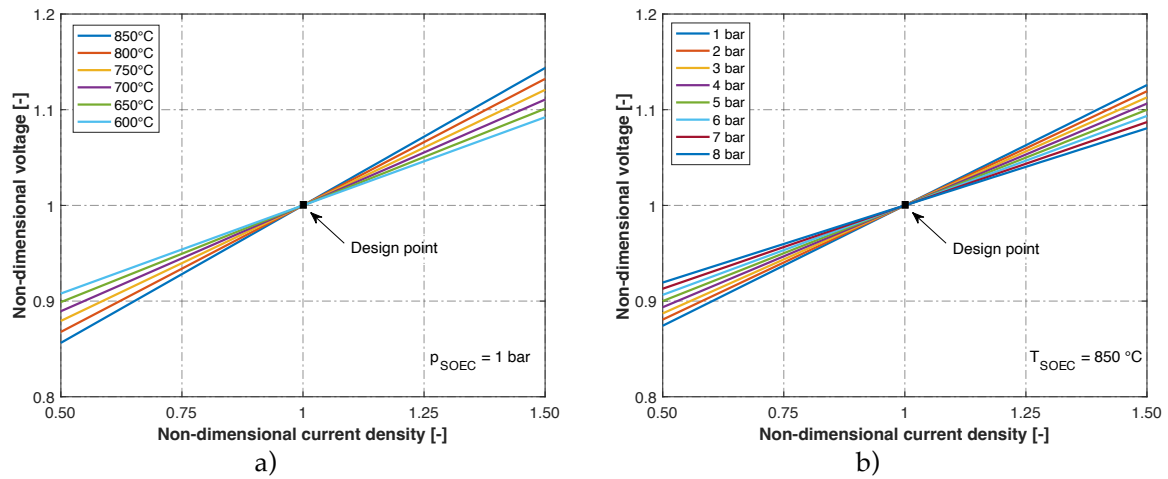 1.2
1.1
1
0.9
0.8
Non-dimensional voltage [-]
850°C
800°C
750°C
700°C
650°C
600°C
Design point
p_SOEC = 1 bar
0.50 0.75 1 1.25 1.50
Non-dimensional current density [-]
a)
1.2
1.1
1
0.9
0.8
Non-dimensional voltage [-]
1 bar
2 bar
3 bar
4 bar
5 bar
6 bar
7 bar
8 bar
Design point
T_SOEC = 850 °C
0.50 0.75 1 1.25 1.50
Non-dimensional current density [-]
b)